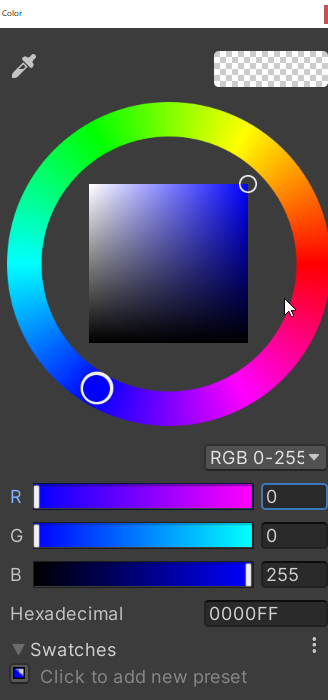 Color
RGB 0-255
R 0
G 0
B 255
Hexadecimal 0000FF
Swatches
Click to add new preset